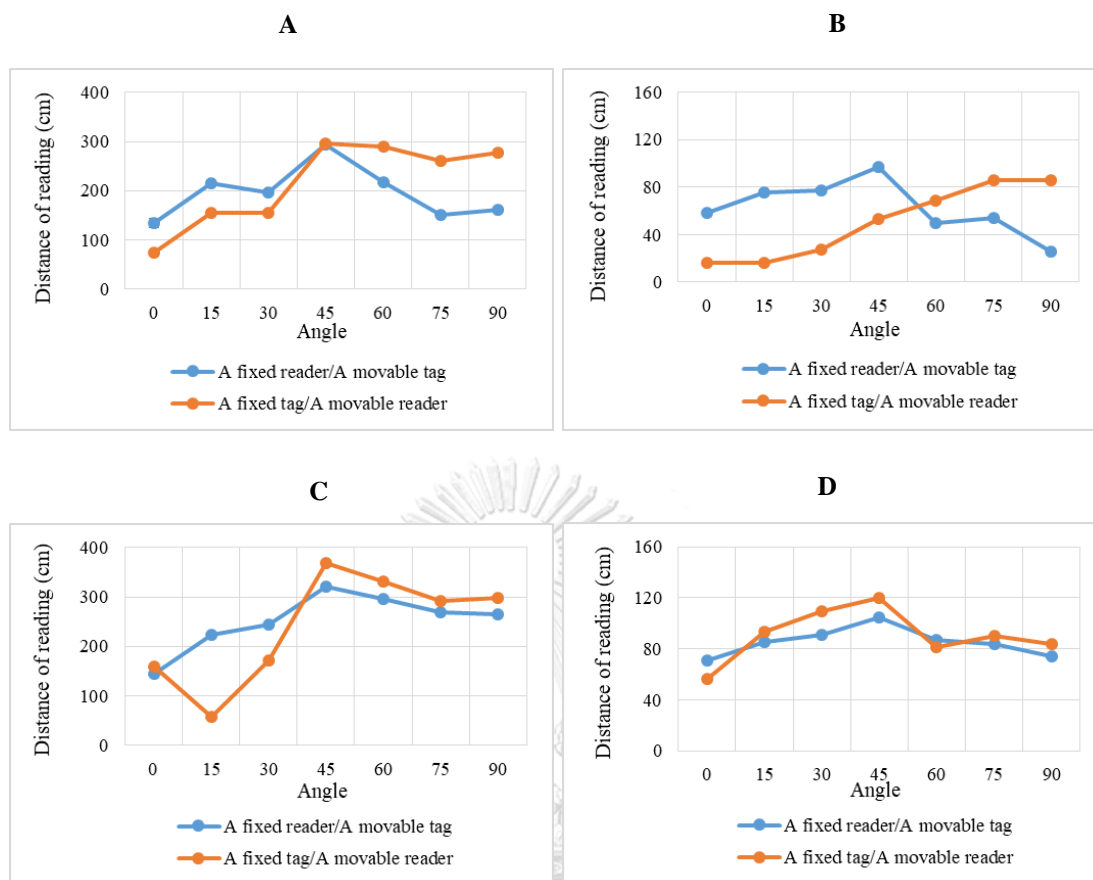 A
Distance of reading (cm)
400
300
200
100
0
0 15 30 45 60 75 90
Angle
A fixed reader/A movable tag
A fixed tag/A movable reader
B
Distance of reading (cm)
160
120
80
40
0
0 15 30 45 60 75 90
Angle
A fixed reader/A movable tag
A fixed tag/A movable reader
C
Distance of reading (cm)
400
300
200
100
0
0 15 30 45 60 75 90
Angle
A fixed reader/A movable tag
A fixed tag/A movable reader
D
Distance of reading (cm)
160
120
80
40
0
0 15 30 45 60 75 90
Angle
A fixed reader/A movable tag
A fixed tag/A movable reader